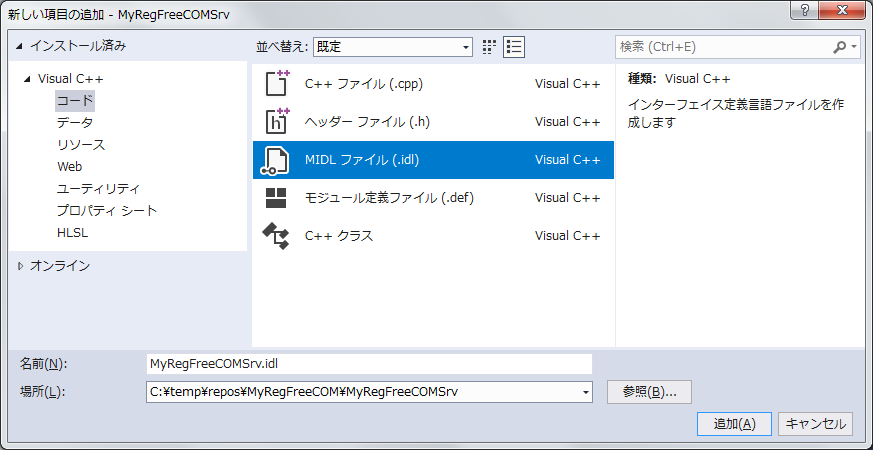 新しい項目の追加 - MyRegFreeCOMSrv
インストール済み
並べ替え: 既定
検索 (Ctrl+E)
Visual C++
コード
データ
リソース
Web
ユーティリティ
プロパティ シート
HLSL
オンライン
C++ ファイル (.cpp) Visual C++
ヘッダー ファイル (.h) Visual C++
MIDL ファイル (.idl) Visual C++
モジュール定義ファイル (.def) Visual C++
C++ クラス Visual C++
種類: Visual C++
インターフェイス定義言語ファイルを作
成します
名前(N): MyRegFreeCOMSrv.idl
場所(L): C:¥temp¥repos¥MyRegFreeCOM¥MyRegFreeCOMSrv
参照(B)...
追加(A) キャンセル